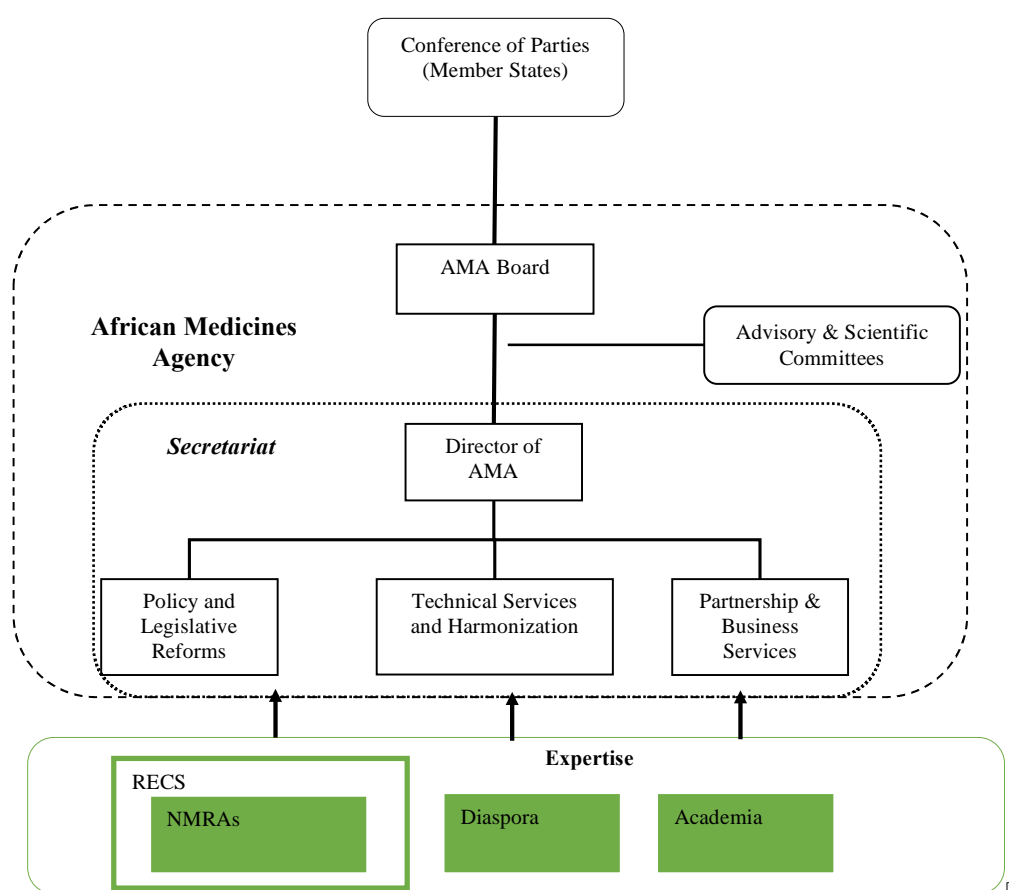 Conference of Parties
(Member States)
AMA Board
African Medicines
Agency
Advisory & Scientific
Committees
Secretariat
Director of
AMA
Policy and
Legislative
Reforms
Technical Services
and Harmonization
Partnership &
Business
Services
Expertise
RECS
NMRAs
Diaspora
Academia